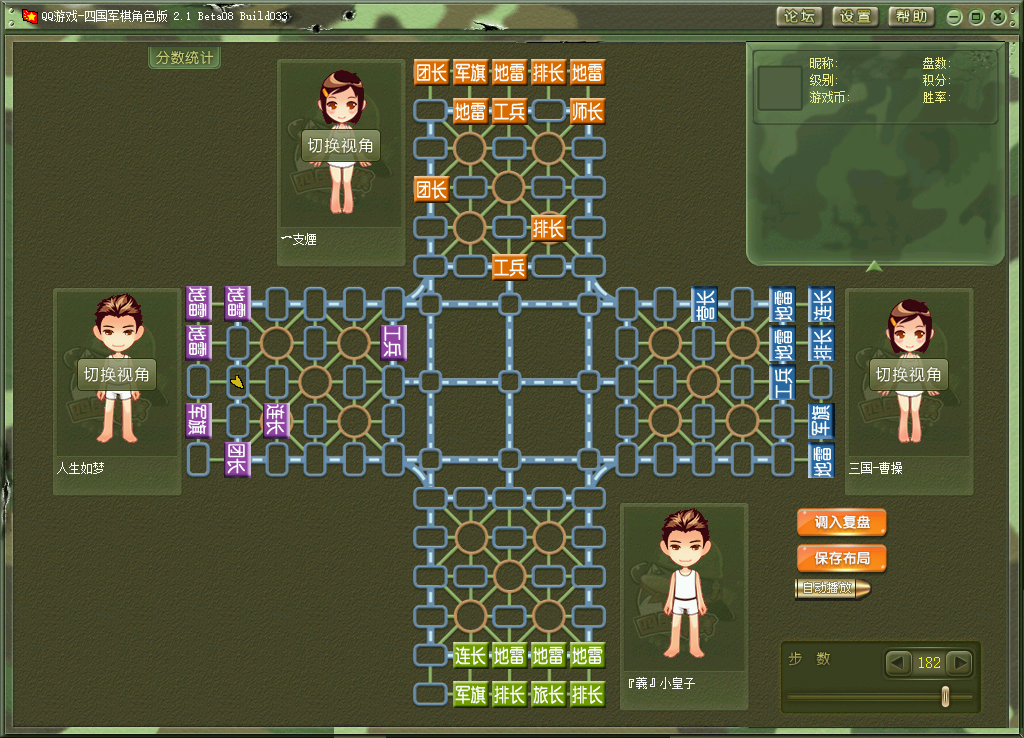 QQ游戏-四国军棋角色版 2.1 Beta08 Build033
论坛 设置 帮助
分数统计
昵称: 盘数:
级别: 积分:
游戏币: 胜率:
切换视角
一支煙
团长 军旗 地雷 排长 地雷
地雷 工兵 师长
团长
排长
工兵
切换视角
人生如梦
地雷 地雷
地雷 工兵
军旗 连长
团长
营长 地雷 连长
地雷 排长
工兵
军旗
地雷
切换视角
三国-曹操
连长 地雷 地雷 地雷
军旗 排长 旅长 排长
『義』小皇子
调入复盘
保存布局
自动播放
步 数 182